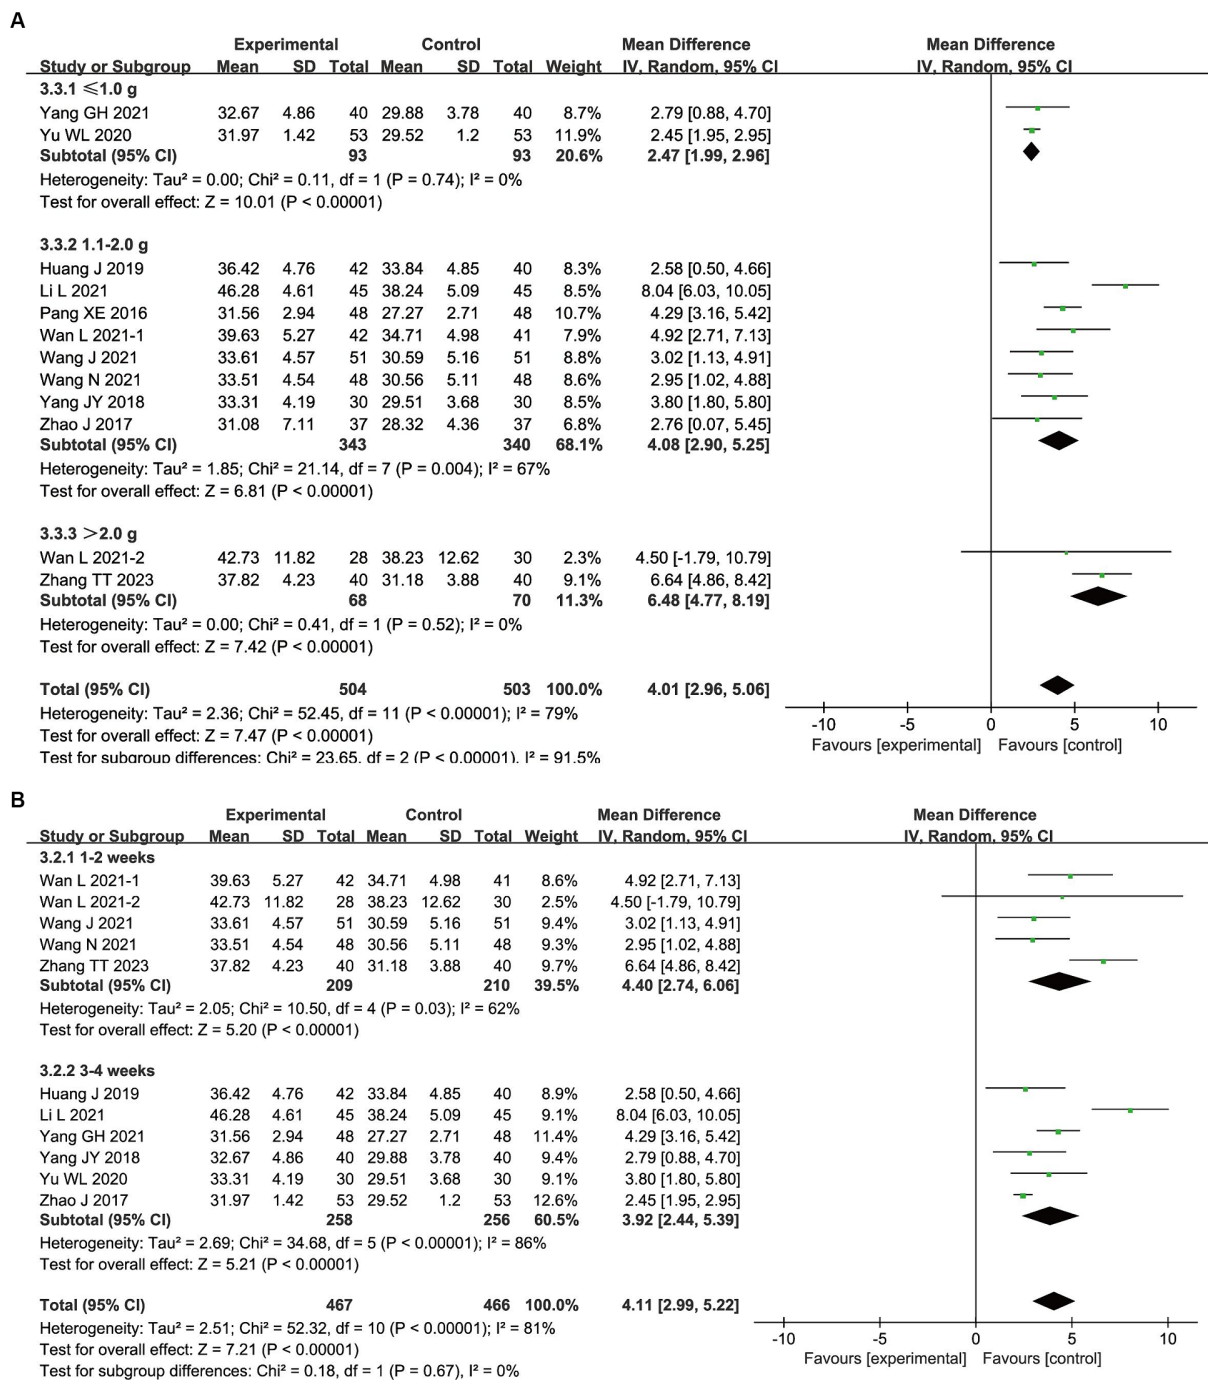 A
Experimental Control Mean Difference Mean Difference
Study or Subgroup Mean SD Total Mean SD Total Weight IV, Random, 95% CI IV, Random, 95% CI
3.3.1 ≤1.0 g
Yang GH 2021 32.67 4.86 40 29.88 3.78 40 8.7% 2.79 [0.88, 4.70]
Yu WL 2020 31.97 1.42 53 29.52 1.2 53 11.9% 2.45 [1.95, 2.95]
Subtotal (95% CI) 93 93 20.6% 2.47 [1.99, 2.96]
Heterogeneity: Tau² = 0.00; Chi² = 0.11, df = 1 (P = 0.74); I² = 0%
Test for overall effect: Z = 10.01 (P < 0.00001)
3.3.2 1.1-2.0 g
Huang J 2019 36.42 4.76 42 33.84 4.85 40 8.3% 2.58 [0.50, 4.66]
Li L 2021 46.28 4.61 45 38.24 5.09 45 8.5% 8.04 [6.03, 10.05]
Pang XE 2016 31.56 2.94 48 27.27 2.71 48 10.7% 4.29 [3.16, 5.42]
Wan L 2021-1 39.63 5.27 42 34.71 4.98 41 7.9% 4.92 [2.71, 7.13]
Wang J 2021 33.61 4.57 51 30.59 5.16 51 8.8% 3.02 [1.13, 4.91]
Wang N 2021 33.51 4.54 48 30.56 5.11 48 8.6% 2.95 [1.02, 4.88]
Yang JY 2018 33.31 4.19 30 29.51 3.68 30 8.5% 3.80 [1.80, 5.80]
Zhao J 2017 31.08 7.11 37 28.32 4.36 37 6.8% 2.76 [0.07, 5.45]
Subtotal (95% CI) 343 340 68.1% 4.08 [2.90, 5.25]
Heterogeneity: Tau² = 1.85; Chi² = 21.14, df = 7 (P = 0.004); I² = 67%
Test for overall effect: Z = 6.81 (P < 0.00001)
3.3.3 >2.0 g
Wan L 2021-2 42.73 11.82 28 38.23 12.62 30 2.3% 4.50 [-1.79, 10.79]
Zhang TT 2023 37.82 4.23 40 31.18 3.88 40 9.1% 6.64 [4.86, 8.42]
Subtotal (95% CI) 68 70 11.3% 6.48 [4.77, 8.19]
Heterogeneity: Tau² = 0.00; Chi² = 0.41, df = 1 (P = 0.52); I² = 0%
Test for overall effect: Z = 7.42 (P < 0.00001)
Total (95% CI) 504 503 100.0% 4.01 [2.96, 5.06]
Heterogeneity: Tau² = 2.36; Chi² = 52.45, df = 11 (P < 0.00001); I² = 79%
Test for overall effect: Z = 7.47 (P < 0.00001)
Test for subgroup differences: Chi² = 23.65, df = 2 (P < 0.00001), I² = 91.5%
-10 -5 0 5 10
Favours [experimental] Favours [control]
B
Experimental Control Mean Difference Mean Difference
Study or Subgroup Mean SD Total Mean SD Total Weight IV, Random, 95% CI IV, Random, 95% CI
3.2.1 1-2 weeks
Wan L 2021-1 39.63 5.27 42 34.71 4.98 41 8.6% 4.92 [2.71, 7.13]
Wan L 2021-2 42.73 11.82 28 38.23 12.62 30 2.5% 4.50 [-1.79, 10.79]
Wang J 2021 33.61 4.57 51 30.59 5.16 51 9.4% 3.02 [1.13, 4.91]
Wang N 2021 33.51 4.54 48 30.56 5.11 48 9.3% 2.95 [1.02, 4.88]
Zhang TT 2023 37.82 4.23 40 31.18 3.88 40 9.7% 6.64 [4.86, 8.42]
Subtotal (95% CI) 209 210 39.5% 4.40 [2.74, 6.06]
Heterogeneity: Tau² = 2.05; Chi² = 10.50, df = 4 (P = 0.03); I² = 62%
Test for overall effect: Z = 5.20 (P < 0.00001)
3.2.2 3-4 weeks
Huang J 2019 36.42 4.76 42 33.84 4.85 40 8.9% 2.58 [0.50, 4.66]
Li L 2021 46.28 4.61 45 38.24 5.09 45 9.1% 8.04 [6.03, 10.05]
Yang GH 2021 31.56 2.94 48 27.27 2.71 48 11.4% 4.29 [3.16, 5.42]
Yang JY 2018 32.67 4.86 40 29.88 3.78 40 9.4% 2.79 [0.88, 4.70]
Yu WL 2020 33.31 4.19 30 29.51 3.68 30 9.1% 3.80 [1.80, 5.80]
Zhao J 2017 31.97 1.42 53 29.52 1.2 53 12.6% 2.45 [1.95, 2.95]
Subtotal (95% CI) 258 256 60.5% 3.92 [2.44, 5.39]
Heterogeneity: Tau² = 2.69; Chi² = 34.68, df = 5 (P < 0.00001); I² = 86%
Test for overall effect: Z = 5.21 (P < 0.00001)
Total (95% CI) 467 466 100.0% 4.11 [2.99, 5.22]
Heterogeneity: Tau² = 2.51; Chi² = 52.32, df = 10 (P < 0.00001); I² = 81%
Test for overall effect: Z = 7.21 (P < 0.00001)
Test for subgroup differences: Chi² = 0.18, df = 1 (P = 0.67), I² = 0%
-10 -5 0 5 10
Favours [experimental] Favours [control]